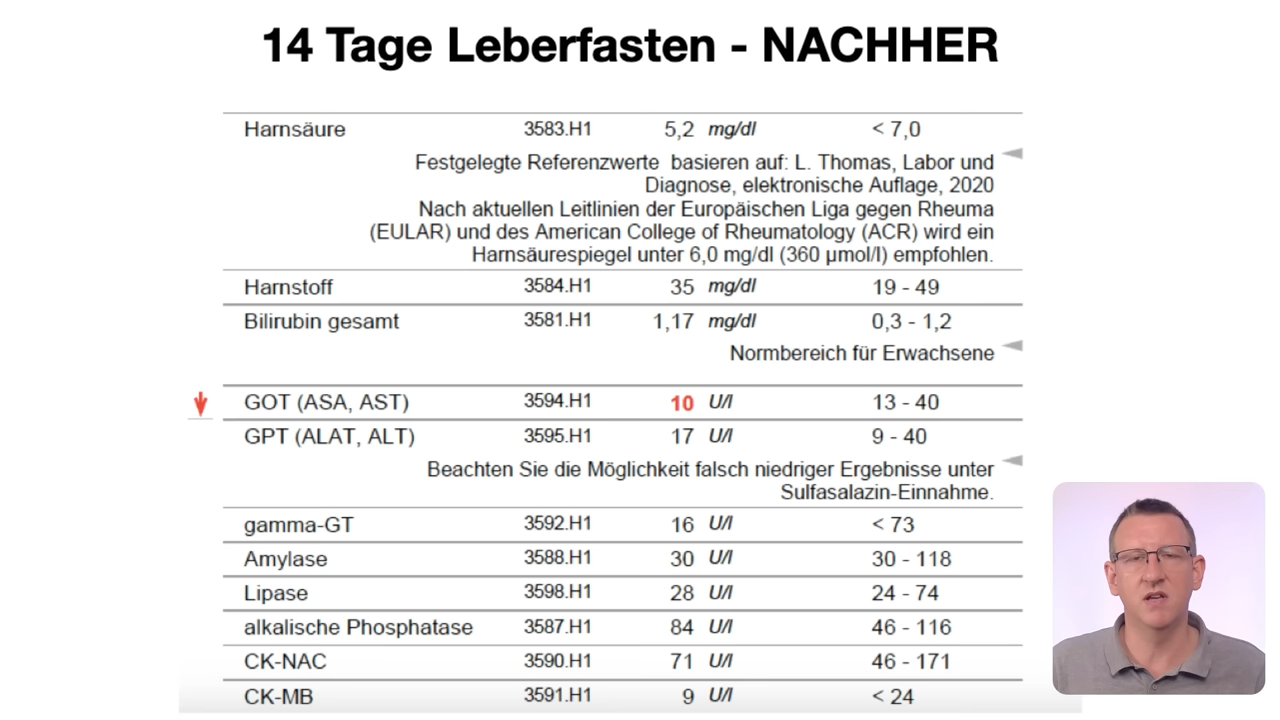 14 Tage Leberfasten - NACHHER
Harnsäure 3583.H1 5,2 mg/dl < 7,0
Festgelegte Referenzwerte basieren auf: L. Thomas, Labor und
Diagnose, elektronische Auflage, 2020
Nach aktuellen Leitlinien der Europäischen Liga gegen Rheuma
(EULAR) und des American College of Rheumatology (ACR) wird ein
Harnsäurespiegel unter 6,0 mg/dl (360 µmol/l) empfohlen.
Harnstoff 3584.H1 35 mg/dl 19 - 49
Bilirubin gesamt 3581.H1 1,17 mg/dl 0,3 - 1,2
Normbereich für Erwachsene
GOT (ASA, AST) 3594.H1 10 U/l 13 - 40
GPT (ALAT, ALT) 3595.H1 17 U/l 9 - 40
Beachten Sie die Möglichkeit falsch niedriger Ergebnisse unter
Sulfasalazin-Einnahme.
gamma-GT 3592.H1 16 U/l < 73
Amylase 3588.H1 30 U/l 30 - 118
Lipase 3598.H1 28 U/l 24 - 74
alkalische Phosphatase 3587.H1 84 U/l 46 - 116
CK-NAC 3590.H1 71 U/l 46 - 171
CK-MB 3591.H1 9 U/l < 24